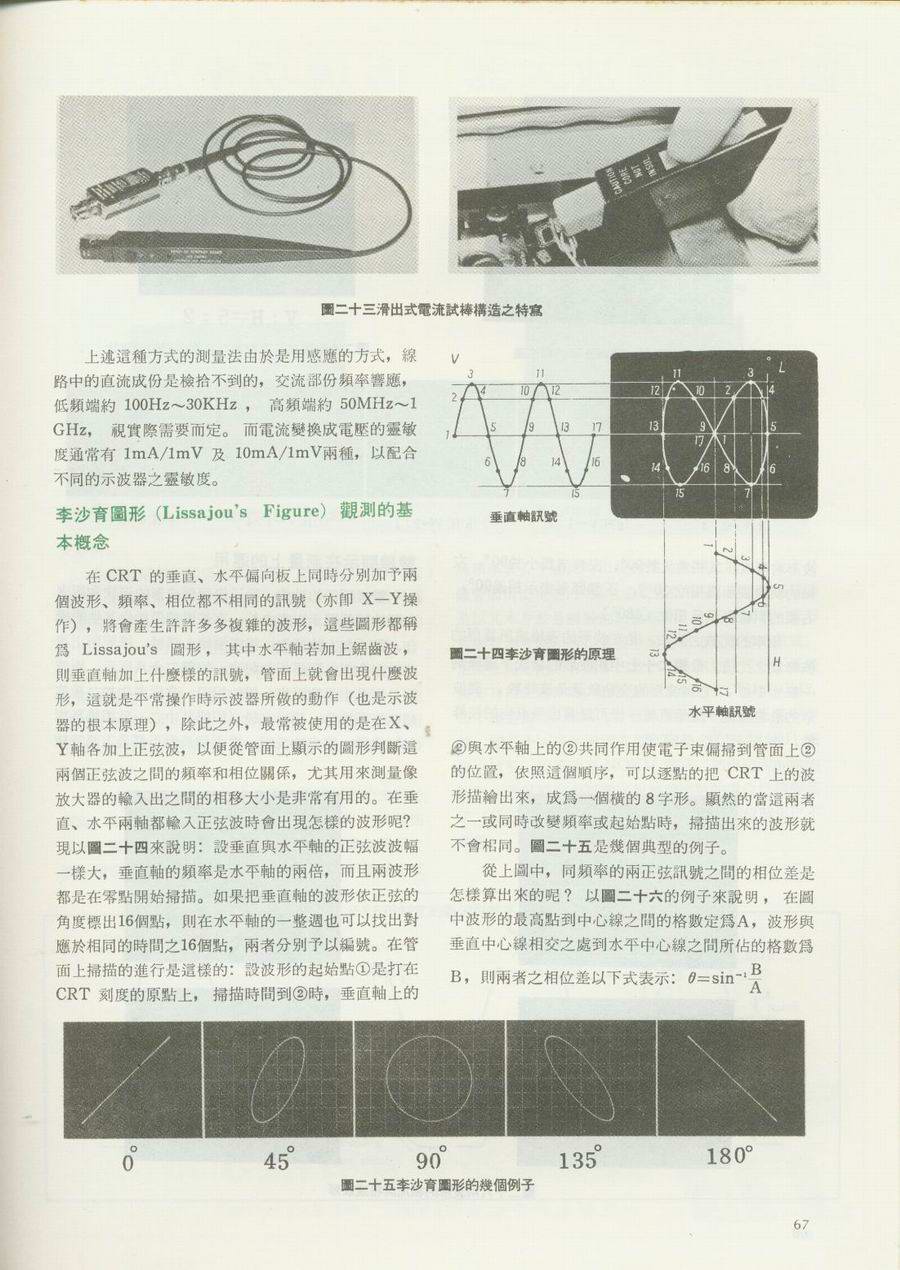 CAUTION
CORE
NOT
INSUL.
圖二十三滑出式電流試棒構造之特寫
上述這種方式的測量法由於是用感應的方式，線
路中的直流成份是檢拾不到的，交流部份頻率響應，
低頻端約 100Hz～30KHz ， 高頻端約 50MHz～1
GHz， 視實際需要而定。 而電流變換成電壓的靈敏
度通常有 1mA/1mV 及 10mA/1mV兩種，以配合
不同的示波器之靈敏度。
李沙育圖形（Lissajou's Figure）觀測的基
本概念
在 CRT 的垂直、水平偏向板上同時分別加予兩
個波形、頻率、相位都不相同的訊號（亦卽 X—Y操
作），將會產生許許多多複雜的波形，這些圖形都稱
爲 Lissajou's 圖形， 其中水平軸若加上鋸齒波，
則垂直軸加上什麼樣的訊號，管面上就會出現什麼波
形，這就是平常操作時示波器所做的動作（也是示波
器的根本原理），除此之外，最常被使用的是在X、
Y軸各加上正弦波，以便從管面上顯示的圖形判斷這
兩個正弦波之間的頻率和相位關係，尤其用來測量像
放大器的輸入出之間的相移大小是非常有用的。在垂
直、水平兩軸都輸入正弦波時會出現怎樣的波形呢？
現以圖二十四來說明：設垂直與水平軸的正弦波波幅
一樣大，垂直軸的頻率是水平軸的兩倍，而且兩波形
都是在零點開始掃描。如果把垂直軸的波形依正弦的
角度標出16個點，則在水平軸的一整週也可以找出對
應於相同的時間之16個點，兩者分別予以編號。在管
面上掃描的進行是這樣的：設波形的起始點①是打在
CRT 刻度的原點上， 掃描時間到②時，垂直軸上的
V
1 2 3 4 5 6 7 8 9 10 11 12 13 14 15 16 17
垂直軸訊號
L
11 3
12 10 2 4
13 9 5
17 1
14 16 8 6
15 7
1 2 3 4 5 6 7 8 9 10 11 12 13 14 15 16 17
H
圖二十四李沙育圖形的原理
水平軸訊號
②與水平軸上的②共同作用使電子束偏掃到管面上②
的位置，依照這個順序，可以逐點的把 CRT 上的波
形描繪出來，成爲一個橫的 8 字形。顯然的當這兩者
之一或同時改變頻率或起始點時，掃描出來的波形就
不會相同。圖二十五是幾個典型的例子。
從上圖中，同頻率的兩正弦訊號之間的相位差是
怎樣算出來的呢？ 以圖二十六的例子來說明 ，在圖
中波形的最高點到中心線之間的格數定爲A，波形與
垂直中心線相交之處到水平中心線之間所佔的格數爲
B，則兩者之相位差以下式表示：θ=sin⁻¹ B/A
0° 45° 90° 135° 180°
圖二十五李沙育圖形的幾個例子
67